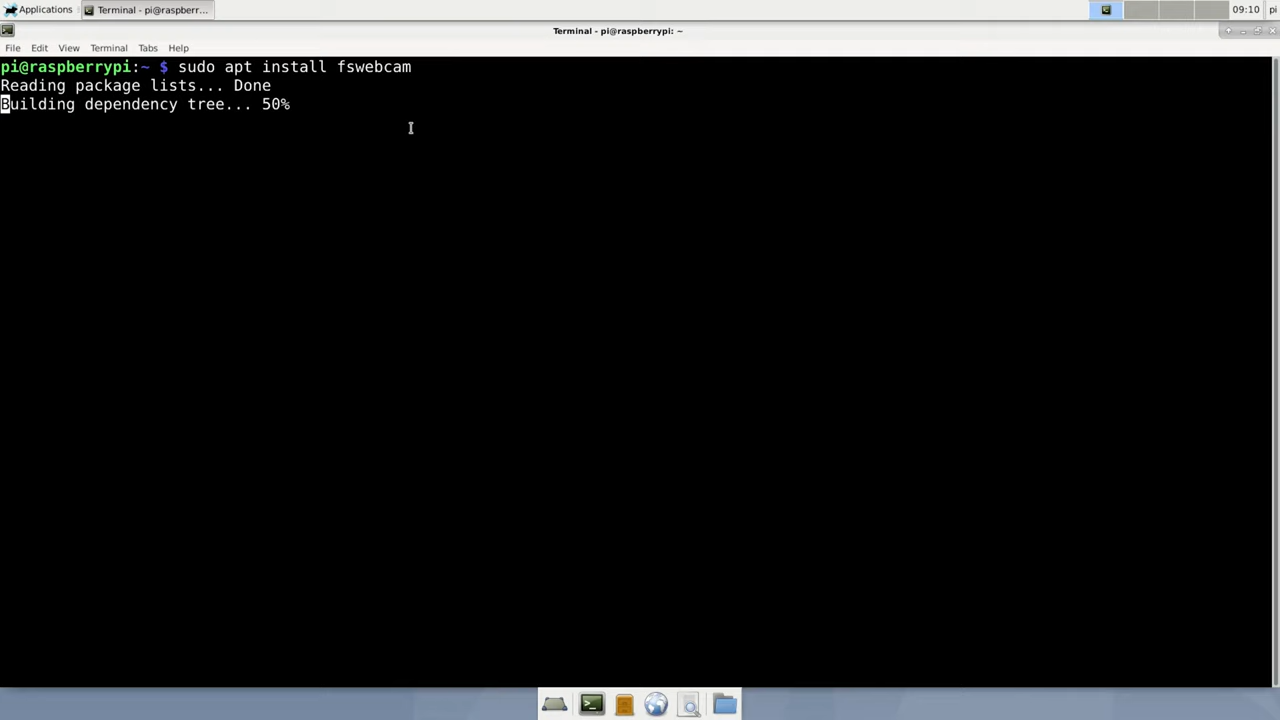 Applications
Terminal - pi@raspberr...
09:10
pi
Terminal - pi@raspberrypi: ~
File Edit View Terminal Tabs Help
pi@raspberrypi:~ $ sudo apt install fswebcam
Reading package lists... Done
Building dependency tree... 50%